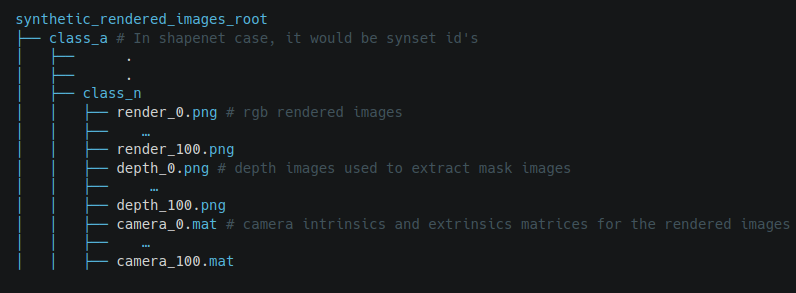 synthetic_rendered_images_root
├── class_a # In shapenet case, it would be synset id's
│   ├──      .
│   ├──      .
│   ├── class_n
│   │   ├── render_0.png # rgb rendered images
│   │   ├──    …
│   │   ├── render_100.png
│   │   ├── depth_0.png # depth images used to extract mask images
│   │   ├──     …
│   │   ├── depth_100.png
│   │   ├── camera_0.mat # camera intrinsics and extrinsics matrices for the rendered images
│   │   ├──    …
│   │   ├── camera_100.mat